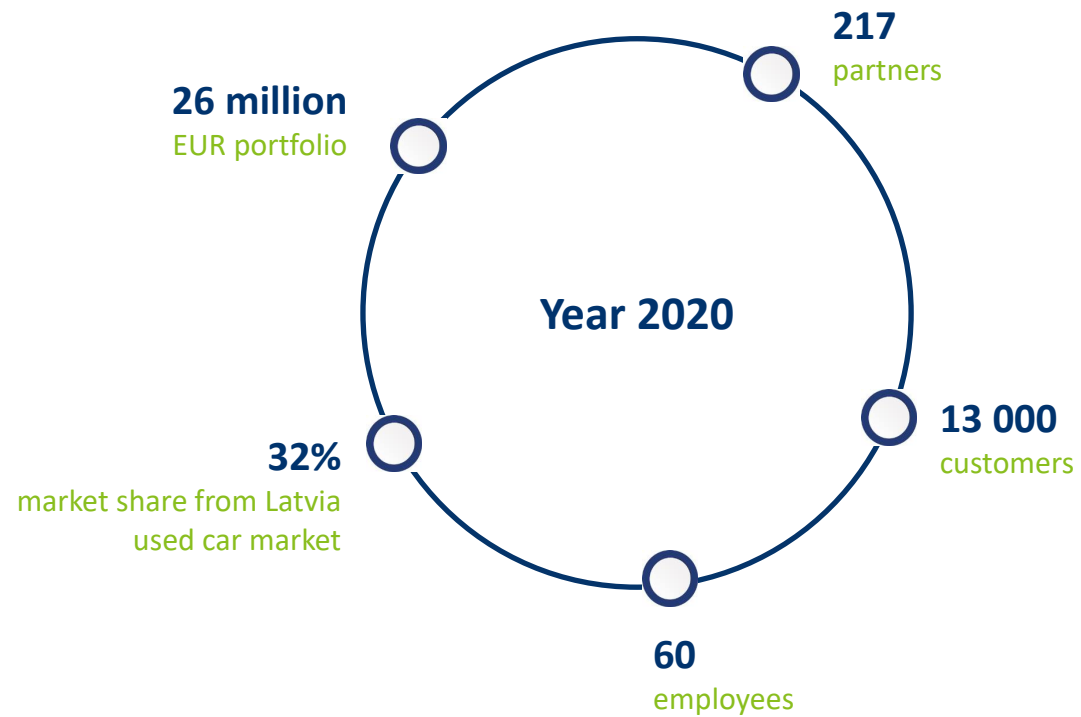 217
partners
26 million
EUR portfolio
Year 2020
13 000
customers
32%
market share from Latvia
used car market
60
employees